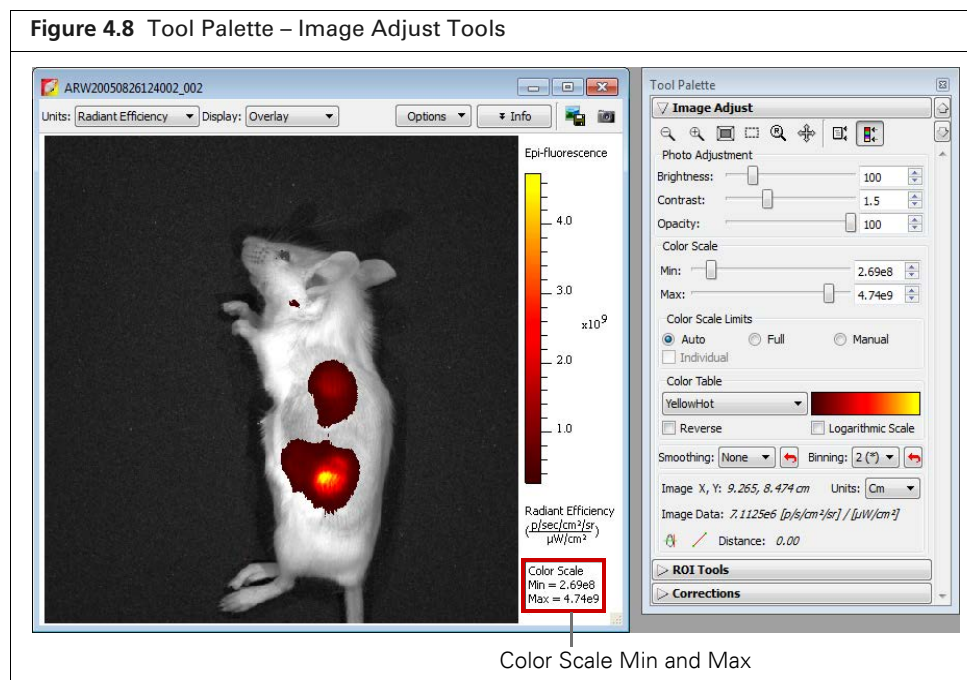 Figure 4.8 Tool Palette – Image Adjust Tools
ARW20050826124002_002
Units: Radiant Efficiency Display: Overlay Options Info
Epi-fluorescence
4.0
3.0
x10^9
2.0
1.0
Radiant Efficiency
(p/sec/cm²/sr / µW/cm²)
Color Scale
Min = 2.69e8
Max = 4.74e9
Color Scale Min and Max
Tool Palette
Image Adjust
Photo Adjustment
Brightness: 100
Contrast: 1.5
Opacity: 100
Color Scale
Min: 2.69e8
Max: 4.74e9
Color Scale Limits
Auto Full Manual
Individual
Color Table
YellowHot
Reverse Logarithmic Scale
Smoothing: None Binning: 2 (*)
Image X, Y: 9.265, 8.474 cm Units: Cm
Image Data: 7.1125e6 [p/s/cm²/sr] / [µW/cm²]
Distance: 0.00
ROI Tools
Corrections